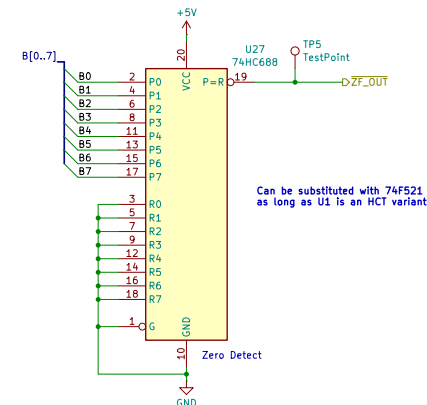 +5V
U27
74HC688
TP5
TestPoint
B[0..7]
20
VCC
B0 2 P0
P=R 19
ZF_OUT
B1 4 P1
B2 6 P2
B3 8 P3
B4 11 P4
B5 13 P5
B6 15 P6
B7 17 P7
3 R0
5 R1
7 R2
9 R3
12 R4
14 R5
16 R6
18 R7
1 G
Can be substituted with 74F521
as long as U1 is an HCT variant
GND
10
Zero Detect
GND